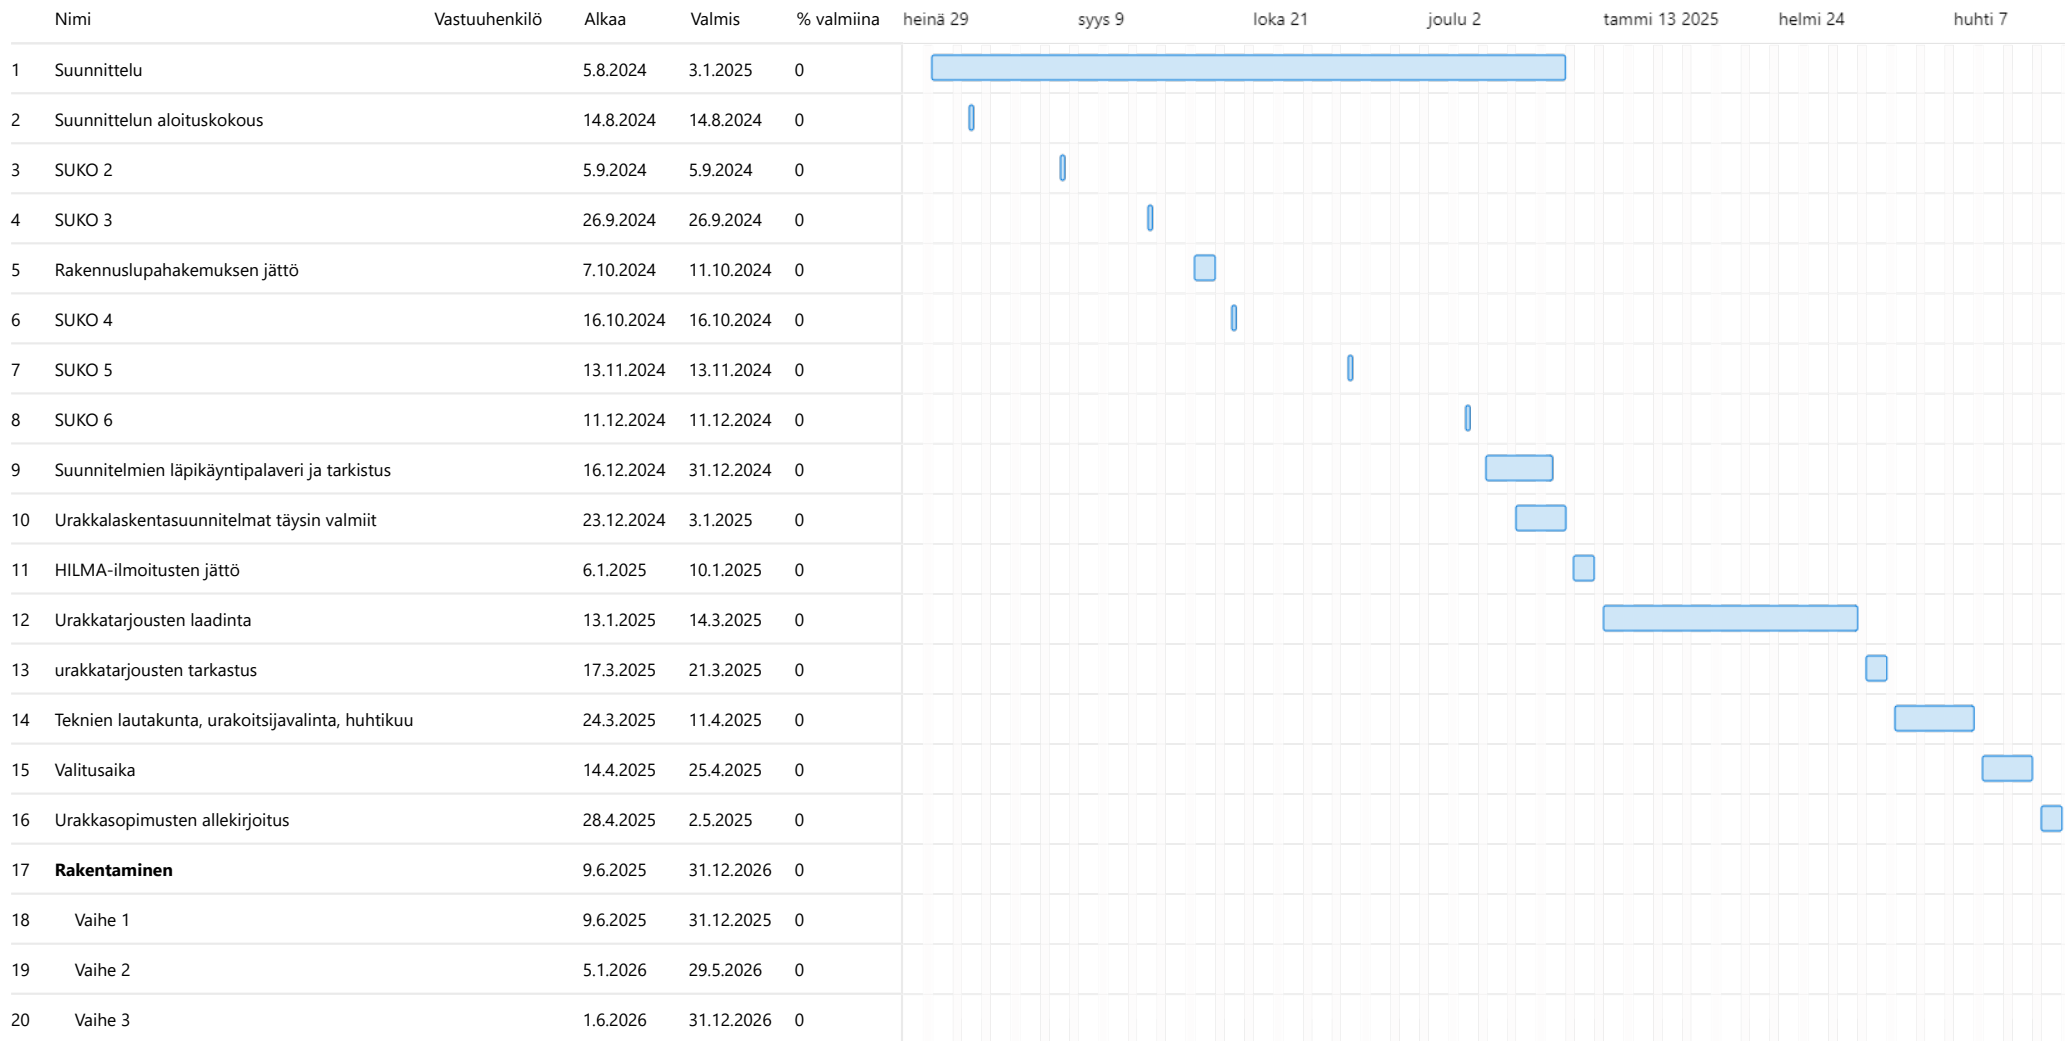 Nimi Vastuuhenkilö Alkaa Valmis % valmiina heinä 29 syys 9 loka 21 joulu 2 tammi 13 2025 helmi 24 huhti 7
1 Suunnittelu 5.8.2024 3.1.2025 0
2 Suunnittelun aloituskokous 14.8.2024 14.8.2024 0
3 SUKO 2 5.9.2024 5.9.2024 0
4 SUKO 3 26.9.2024 26.9.2024 0
5 Rakennuslupahakemuksen jättö 7.10.2024 11.10.2024 0
6 SUKO 4 16.10.2024 16.10.2024 0
7 SUKO 5 13.11.2024 13.11.2024 0
8 SUKO 6 11.12.2024 11.12.2024 0
9 Suunnitelmien läpikäyntipalaveri ja tarkistus 16.12.2024 31.12.2024 0
10 Urakkalaskentasuunnitelmat täysin valmiit 23.12.2024 3.1.2025 0
11 HILMA-ilmoitusten jättö 6.1.2025 10.1.2025 0
12 Urakkatarjousten laadinta 13.1.2025 14.3.2025 0
13 urakkatarjousten tarkastus 17.3.2025 21.3.2025 0
14 Teknien lautakunta, urakoitsijavalinta, huhtikuu 24.3.2025 11.4.2025 0
15 Valitusaika 14.4.2025 25.4.2025 0
16 Urakkasopimusten allekirjoitus 28.4.2025 2.5.2025 0
17 Rakentaminen 9.6.2025 31.12.2026 0
18 Vaihe 1 9.6.2025 31.12.2025 0
19 Vaihe 2 5.1.2026 29.5.2026 0
20 Vaihe 3 1.6.2026 31.12.2026 0